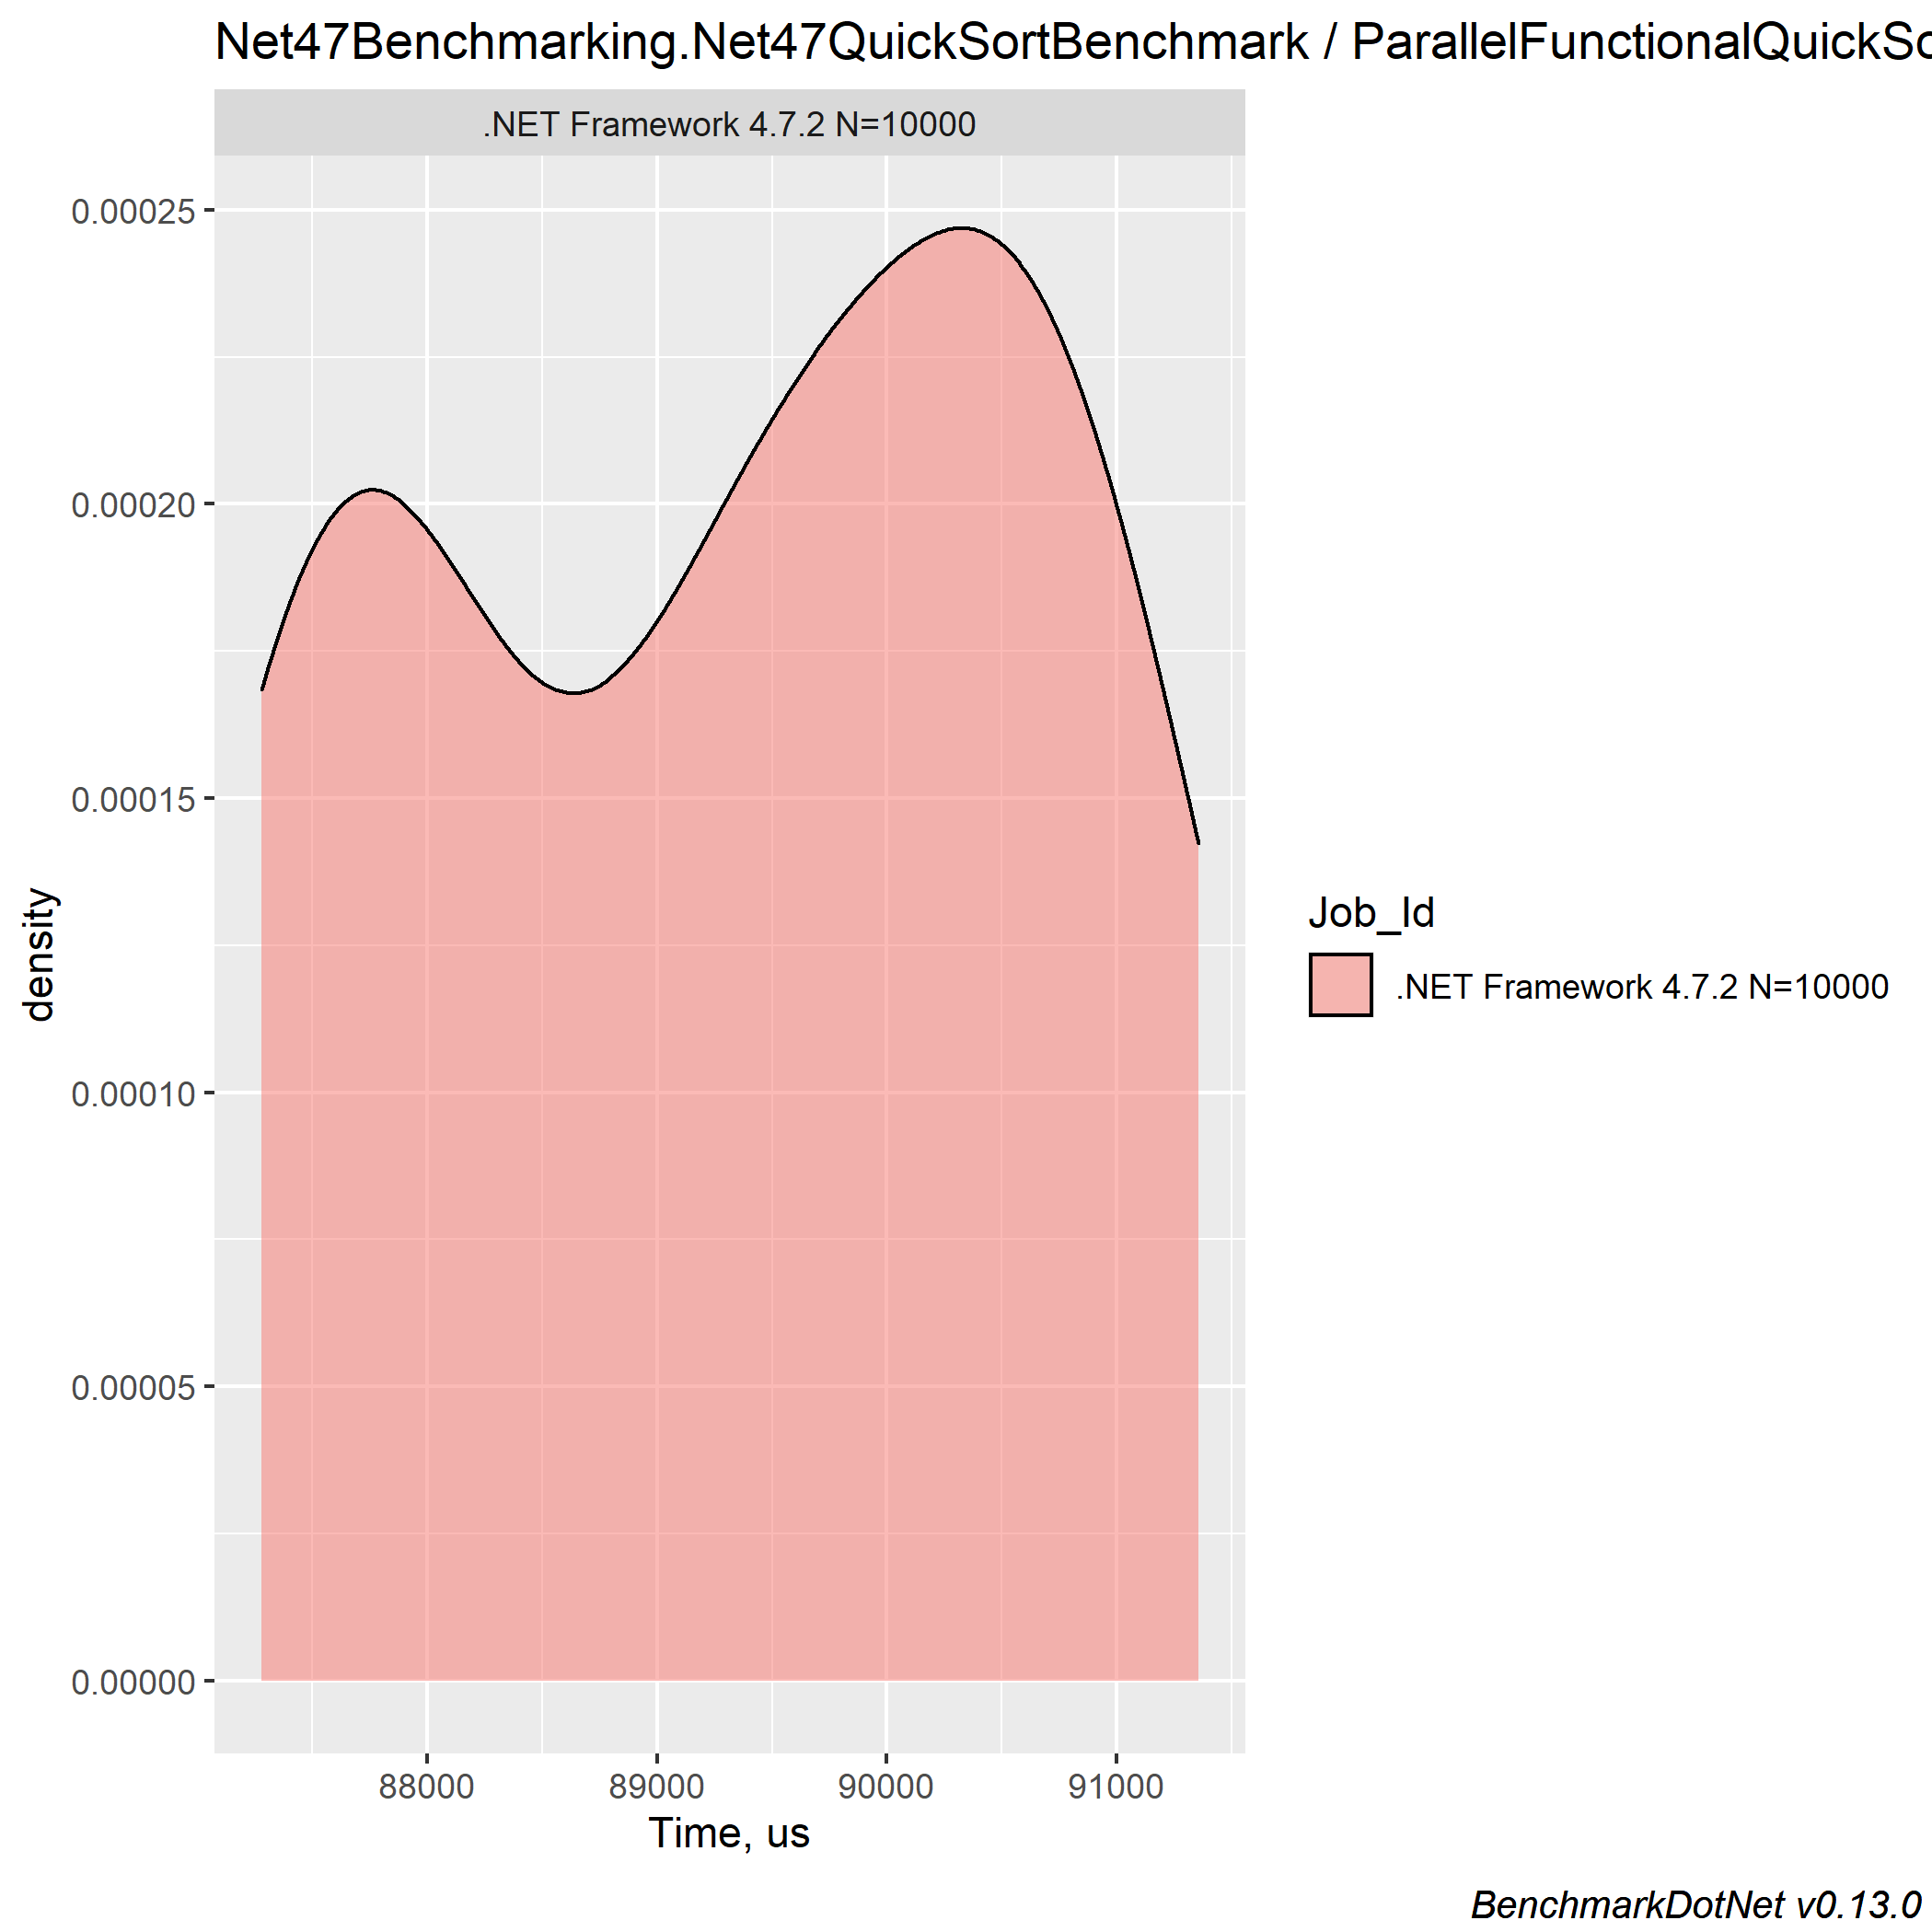 Net47Benchmarking.Net47QuickSortBenchmark / ParallelFunctionalQuickSo
.NET Framework 4.7.2 N=10000
0.00025
0.00020
0.00015
0.00010
0.00005
0.00000
density
88000 89000 90000 91000
Time, us
Job_Id
.NET Framework 4.7.2 N=10000
BenchmarkDotNet v0.13.0